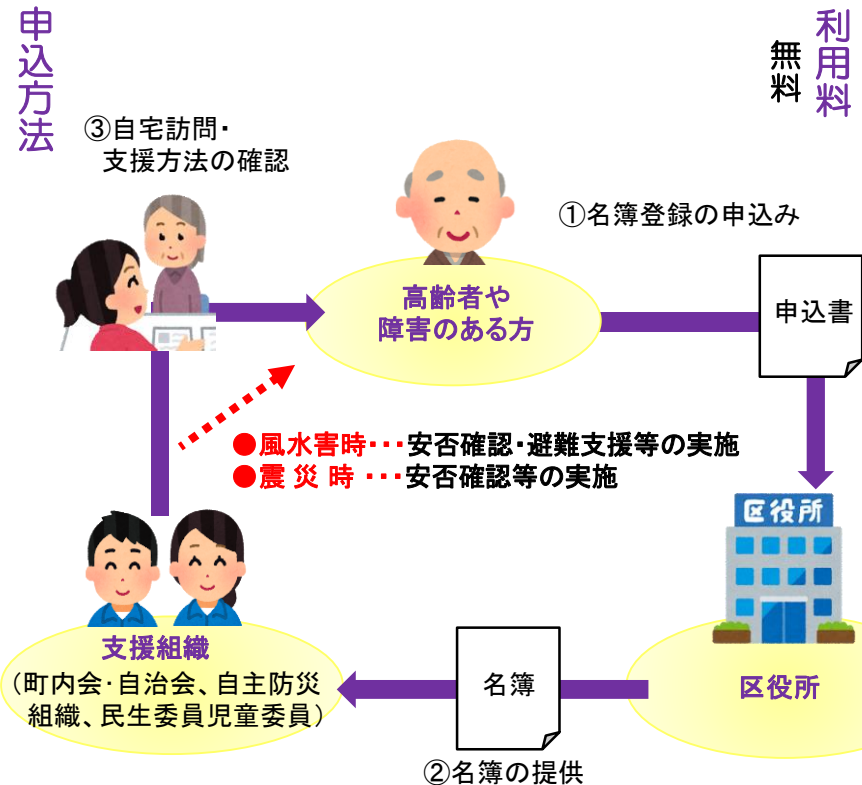 申込方法
利用料
無料
③自宅訪問・
支援方法の確認
①名簿登録の申込み
高齢者や
障害のある方
申込書
●風水害時･･･安否確認・避難支援等の実施
●震 災 時 ･･･安否確認等の実施
区役所
支援組織
（町内会・自治会、自主防災
組織、民生委員児童委員）
名簿
区役所
②名簿の提供